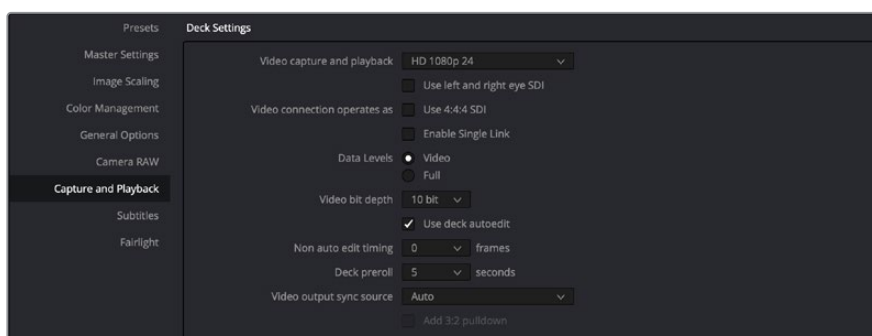 Presets
Master Settings
Image Scaling
Color Management
General Options
Camera RAW
Capture and Playback
Subtitles
Fairlight
Deck Settings
Video capture and playback HD 1080p 24
Use left and right eye SDI
Video connection operates as Use 4:4:4 SDI
Enable Single Link
Data Levels Video
Full
Video bit depth 10 bit
Use deck autoedit
Non auto edit timing 0 frames
Deck preroll 5 seconds
Video output sync source Auto
Add 3:2 pulldown